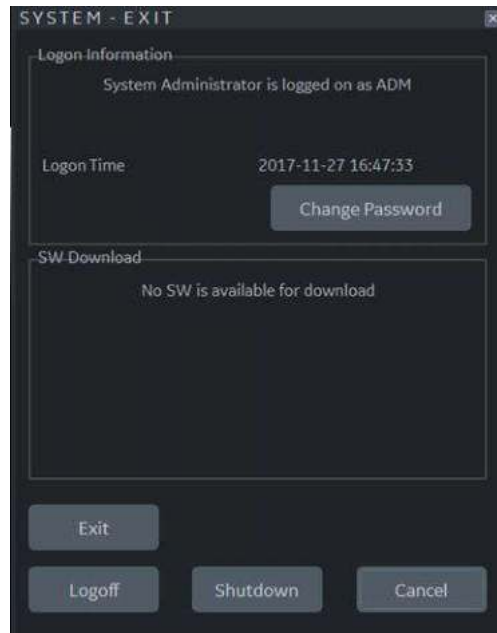 SYSTEM - EXIT
Logon Information
System Administrator is logged on as ADM
Logon Time 2017-11-27 16:47:33
Change Password
SW Download
No SW is available for download
Exit
Logoff Shutdown Cancel